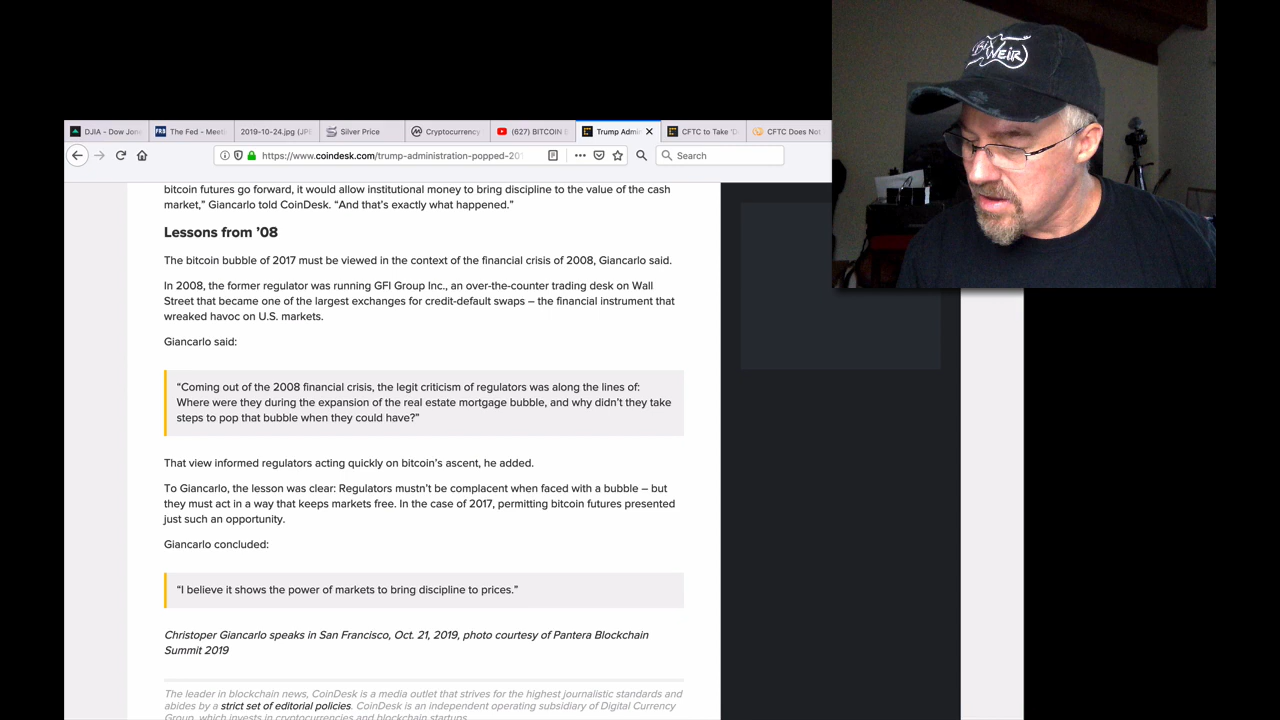 BIX WEIR
DJIA - Dow Jon
FRB The Fed - Meeti
2019-10-24.jpg (JPE
Silver Price
Cryptocurrency
(627) BITCOIN
Trump Admi
CFTC to Take 'D
CFTC Does Not
https://www.coindesk.com/trump-administration-popped-201
Search
bitcoin futures go forward, it would allow institutional money to bring discipline to the value of the cash
market,” Giancarlo told CoinDesk. “And that’s exactly what happened.”
Lessons from ’08
The bitcoin bubble of 2017 must be viewed in the context of the financial crisis of 2008, Giancarlo said.
In 2008, the former regulator was running GFI Group Inc., an over-the-counter trading desk on Wall
Street that became one of the largest exchanges for credit-default swaps – the financial instrument that
wreaked havoc on U.S. markets.
Giancarlo said:
“Coming out of the 2008 financial crisis, the legit criticism of regulators was along the lines of:
Where were they during the expansion of the real estate mortgage bubble, and why didn’t they take
steps to pop that bubble when they could have?”
That view informed regulators acting quickly on bitcoin’s ascent, he added.
To Giancarlo, the lesson was clear: Regulators mustn’t be complacent when faced with a bubble – but
they must act in a way that keeps markets free. In the case of 2017, permitting bitcoin futures presented
just such an opportunity.
Giancarlo concluded:
“I believe it shows the power of markets to bring discipline to prices.”
Christoper Giancarlo speaks in San Francisco, Oct. 21, 2019, photo courtesy of Pantera Blockchain
Summit 2019
The leader in blockchain news, CoinDesk is a media outlet that strives for the highest journalistic standards and
abides by a strict set of editorial policies. CoinDesk is an independent operating subsidiary of Digital Currency
Group, which invests in cryptocurrencies and blockchain startups.